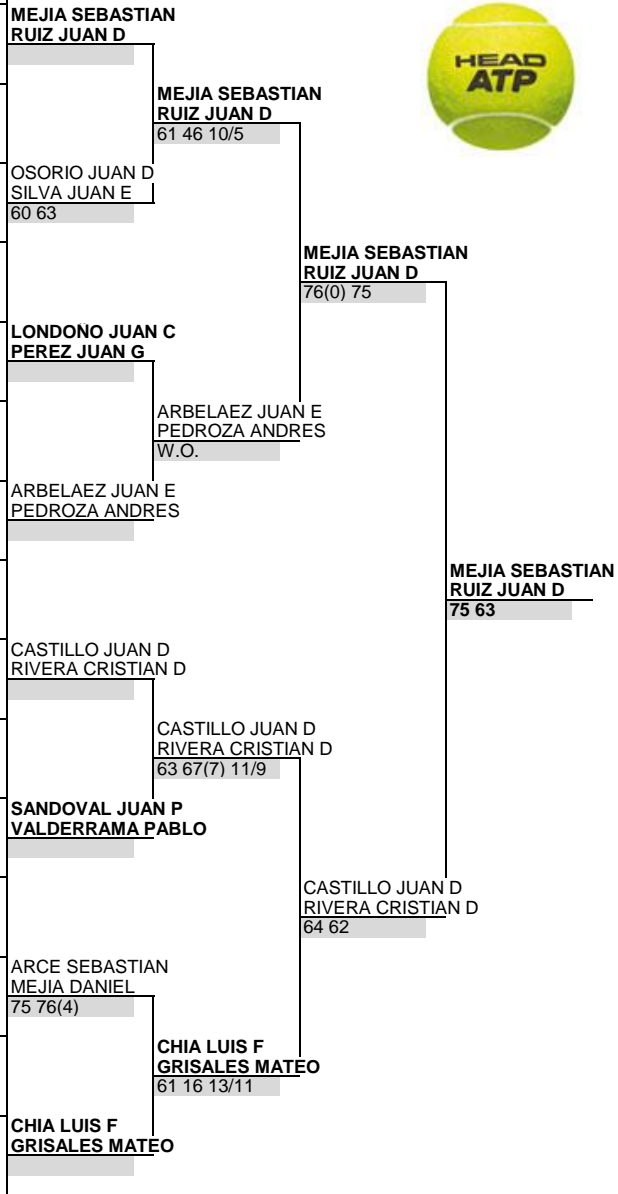 MEJIA SEBASTIAN
RUIZ JUAN D
HEAD
ATP
MEJIA SEBASTIAN
RUIZ JUAN D
61 46 10/5
OSORIO JUAN D
SILVA JUAN E
60 63
MEJIA SEBASTIAN
RUIZ JUAN D
76(0) 75
LONDOÑO JUAN C
PEREZ JUAN G
ARBELAEZ JUAN E
PEDROZA ANDRES
W.O.
ARBELAEZ JUAN E
PEDROZA ANDRES
MEJIA SEBASTIAN
RUIZ JUAN D
75 63
CASTILLO JUAN D
RIVERA CRISTIAN D
CASTILLO JUAN D
RIVERA CRISTIAN D
63 67(7) 11/9
SANDOVAL JUAN P
VALDERRAMA PABLO
CASTILLO JUAN D
RIVERA CRISTIAN D
64 62
ARCE SEBASTIAN
MEJIA DANIEL
75 76(4)
CHIA LUIS F
GRISALES MATEO
61 16 13/11
CHIA LUIS F
GRISALES MATEO